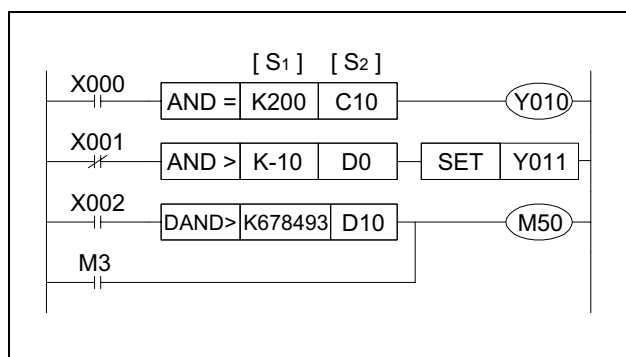 [ S1 ] [ S2 ]
X000
AND = K200 C10 Y010
X001
AND > K-10 D0 SET Y011
X002
DAND> K678493 D10 M50
M3